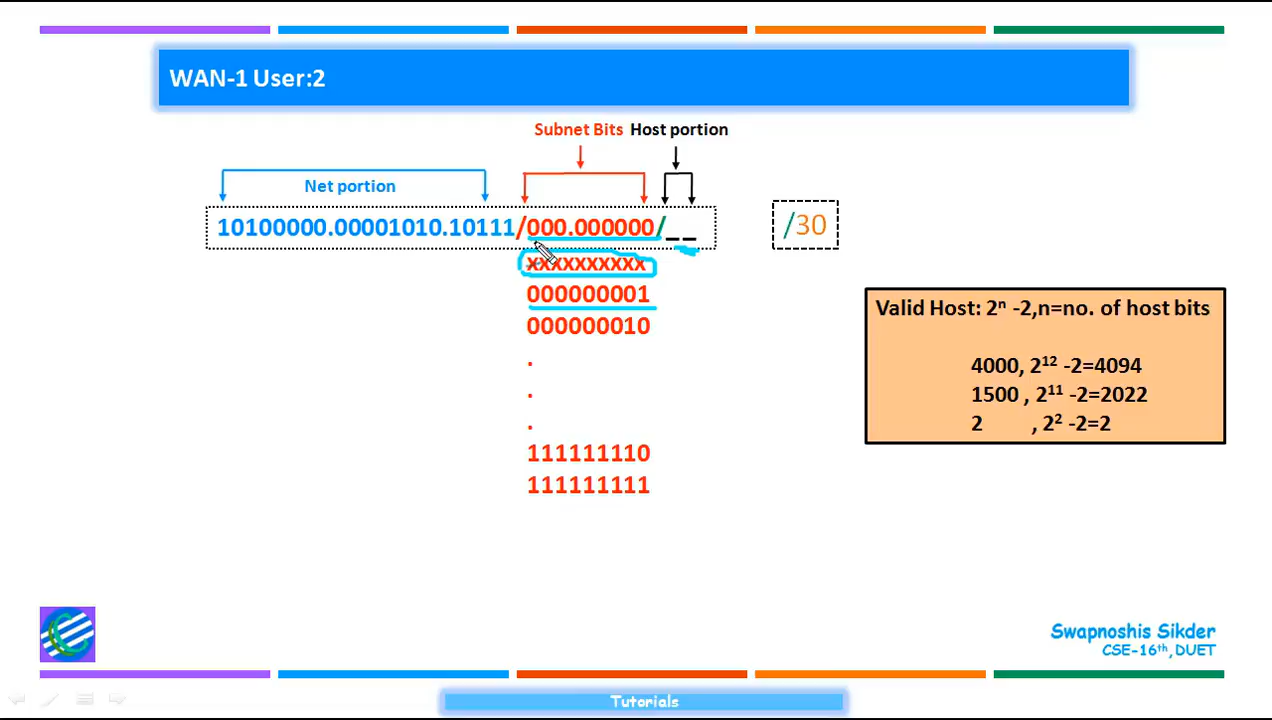 WAN-1 User:2
Subnet Bits Host portion
Net portion
10100000.00001010.10111/000.000000/_ _
/30
xxxxxxxxxx
000000001
000000010
.
.
.
111111110
111111111
Valid Host: 2ⁿ -2,n=no. of host bits
4000, 2¹² -2=4094
1500 , 2¹¹ -2=2022
2 , 2² -2=2
Swapnoshis Sikder
CSE-16ᵗʰ,DUET
Tutorials